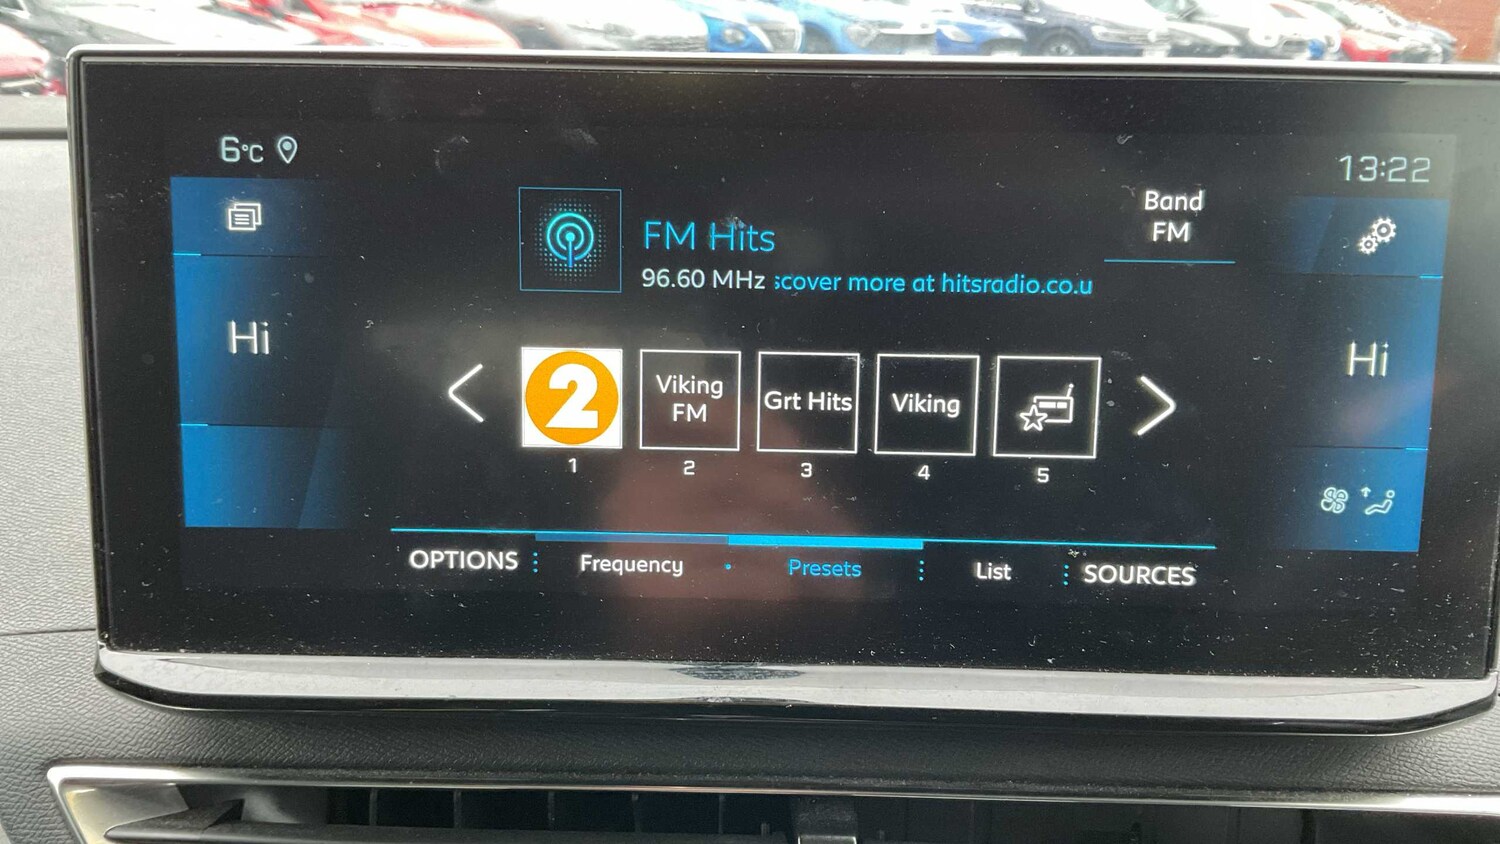 6°C
13:22
Band
FM
FM Hits
96.60 MHz scover more at hitsradio.co.u
Hi
Hi
2
Viking
FM
Grt Hits
Viking
1
2
3
4
5
OPTIONS
Frequency
Presets
List
SOURCES